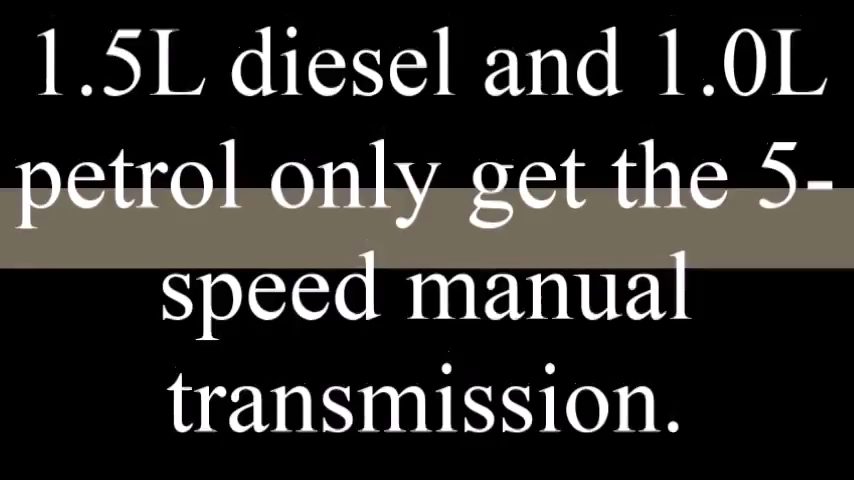 1.5L diesel and 1.0L
petrol only get the 5-
speed manual
transmission.